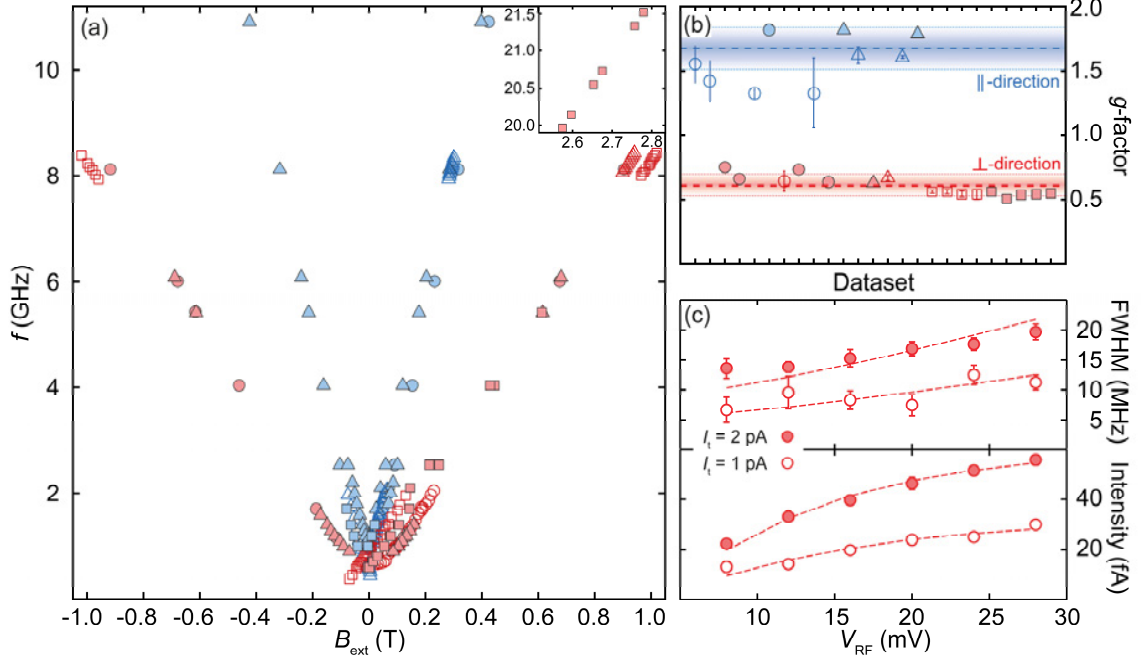 (a)
f (GHz)
10
8
6
4
2
-1.0 -0.8 -0.6 -0.4 -0.2 0 0.2 0.4 0.6 0.8 1.0
B_ext (T)
21.5
21.0
20.5
20.0
2.6 2.7 2.8
(b)
2.0
1.5
1.0
0.5
g-factor
||-direction
⊥-direction
Dataset
(c)
20
15
10
5
FWHM (MHz)
I_t = 2 pA
I_t = 1 pA
40
20
Intensity (fA)
10 15 20 25 30
V_RF (mV)